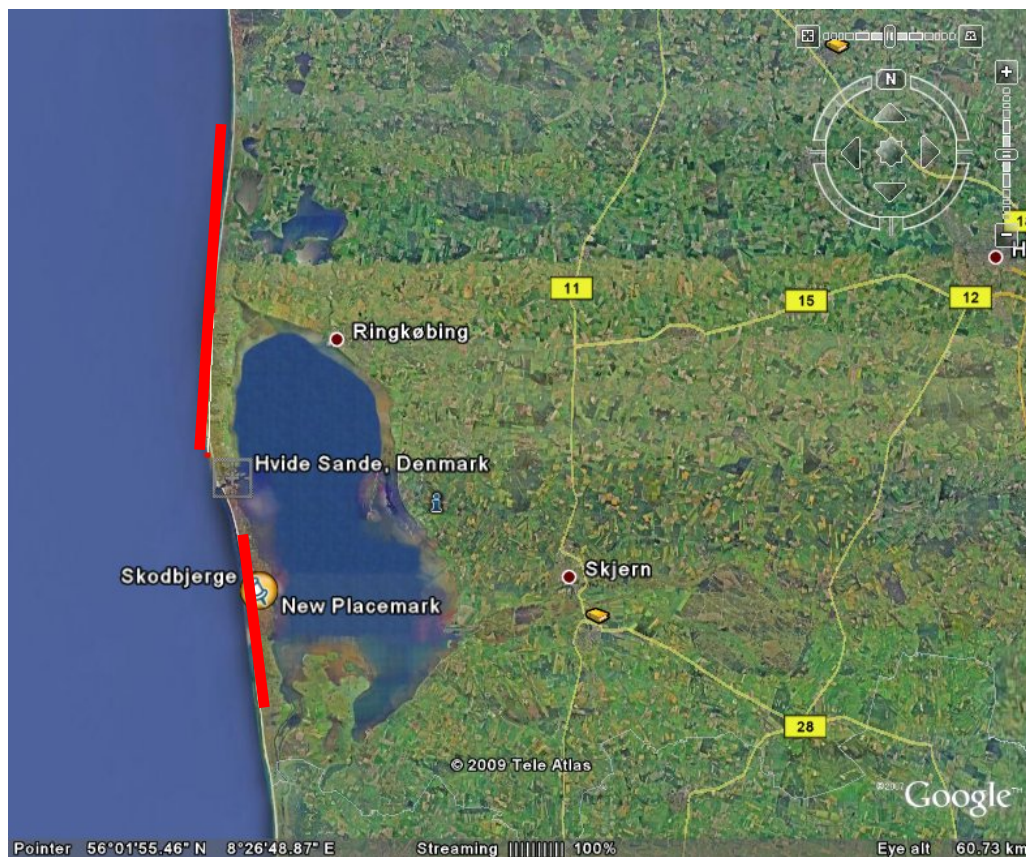 N
H
11
15
12
Ringkøbing
Hvide Sande, Denmark
Skodbjerge
Skjern
New Placemark
28
© 2009 Tele Atlas
Google™
Pointer 56°01'55.46" N 8°26'48.87" E Streaming 100% Eye alt 60.73 km